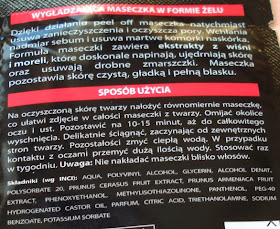 WYGŁADZAJĄCA MASECZKA W FORMIE ŻELU
Dzięki działaniu peel off maseczka natychmiast
usuwa zanieczyszczenia i oczyszcza pory. Wchłania
nadmiar sebum i usuwa martwe komórki naskórka.
Formuła maseczki zawiera ekstrakty z wiśni
i moreli, które doskonale napinają, ujędrniają skórę
oraz usuwają drobne zmarszczki. Maseczka
pozostawia skórę czystą, gładką i pełną blasku.
SPOSÓB UŻYCIA
Na oczyszczoną skórę twarzy nałożyć równomiernie maseczkę,
co ułatwi zdjęcie w całości maseczki z twarzy. Omijać okolice
oczu i ust. Pozostawić na 10-15 minut, aż do całkowitego
wyschnięcia. Delikatnie ściągnąć, zaczynając od zewnętrznych
stron twarzy. Pozostałości zmyć ciepłą wodą. W przypadku
kontaktu z oczami przemyć dużą ilością wody. Stosować raz
w tygodniu. Uwaga: Nie nakładać maseczki blisko włosów.
Składniki (wg INCI): AQUA, POLYVINYL ALCOHOL, GLYCERIN, ALCOHOL DENAT,
POLYSORBATE 20, PRUNUS CERASUS FRUIT EXTRACT, PRUNUS ARMENIACA FRUIT
EXTRACT, PHENOXYETHANOL, METHYLISOTHIAZOLINONE, PANTHENOL, PEG-40
HYDROGENATED CASTOR OIL, PARFUM, CITRIC ACID, TRIETHANOLAMINE, SODIUM
BENZOATE, POTASSIUM SORBATE